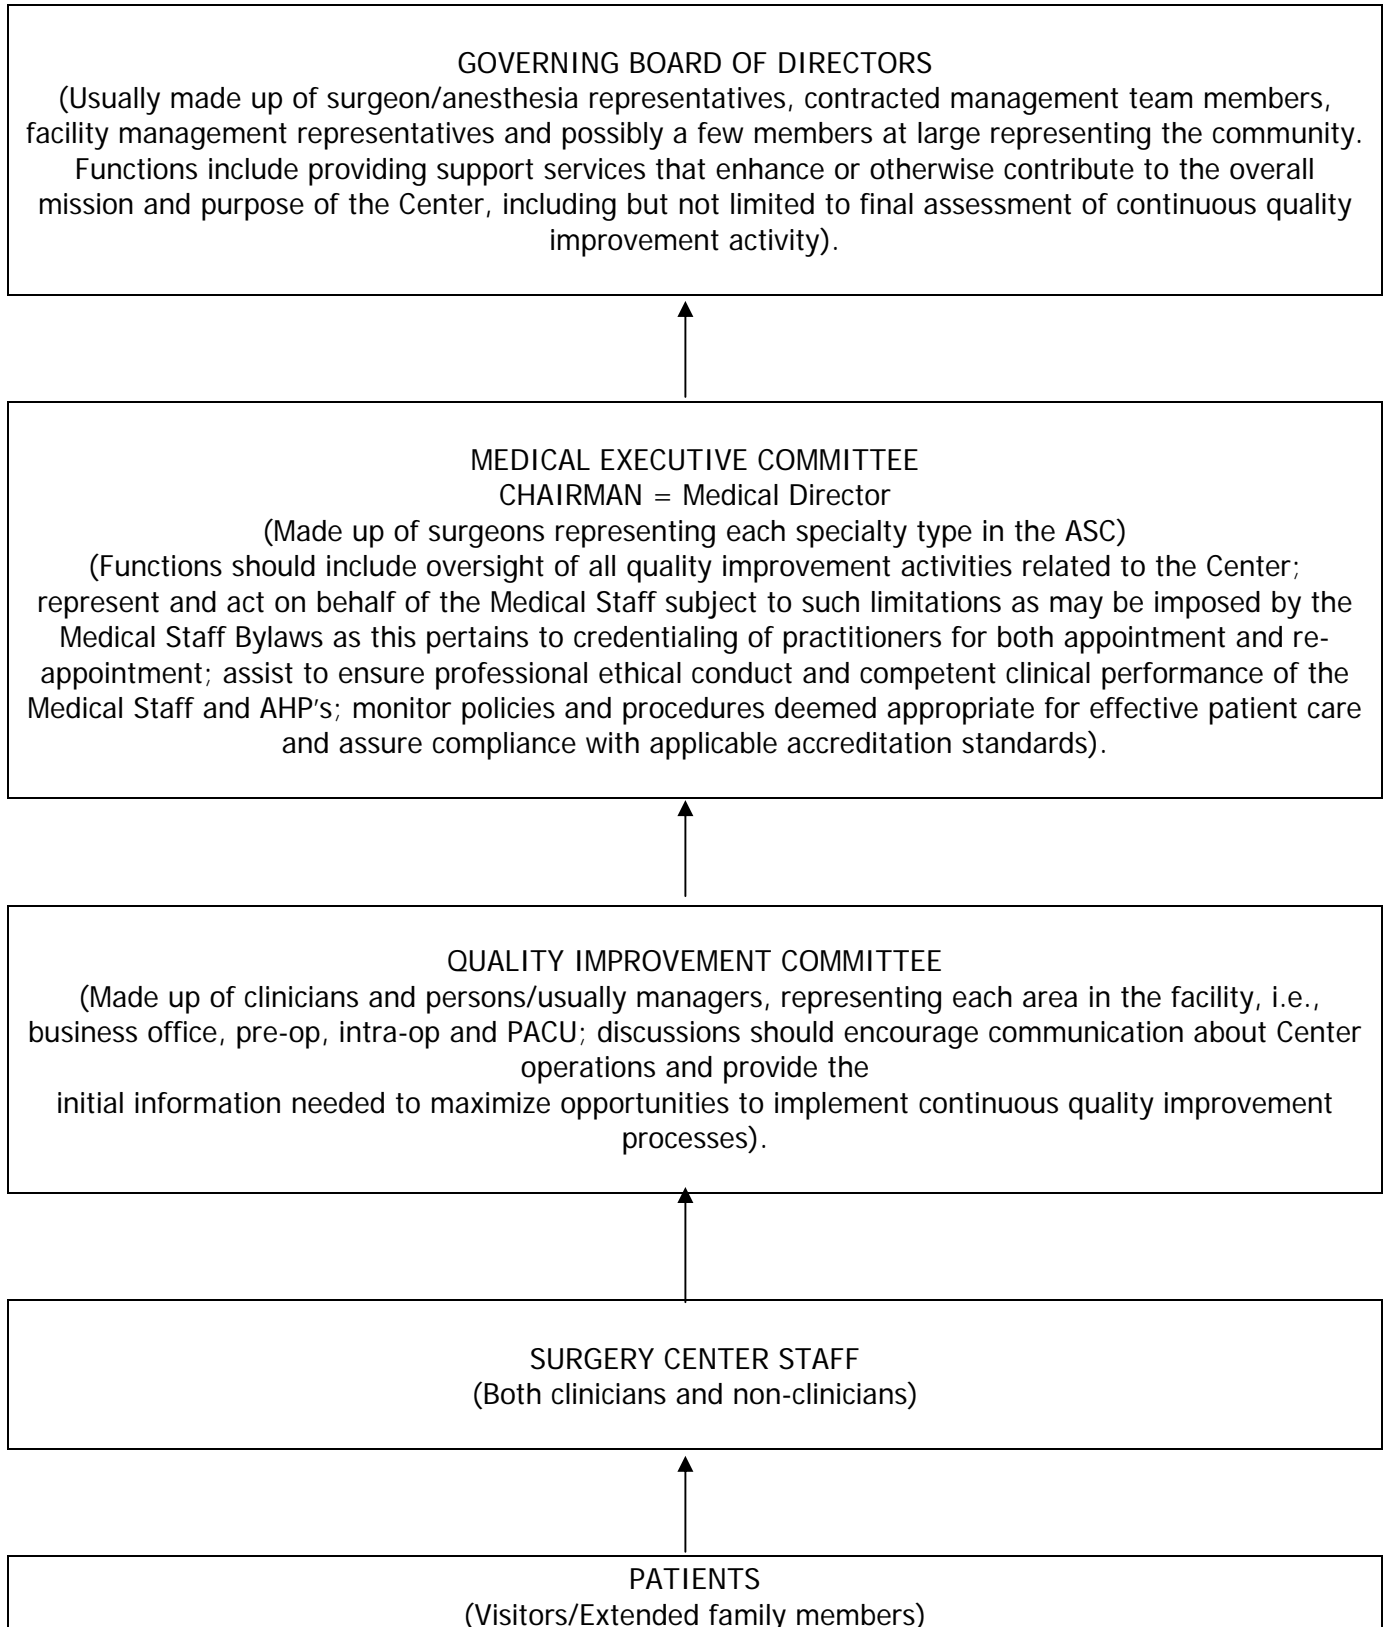 GOVERNING BOARD OF DIRECTORS
(Usually made up of surgeon/anesthesia representatives, contracted management team members,
facility management representatives and possibly a few members at large representing the community.
Functions include providing support services that enhance or otherwise contribute to the overall
mission and purpose of the Center, including but not limited to final assessment of continuous quality
improvement activity).
MEDICAL EXECUTIVE COMMITTEE
CHAIRMAN = Medical Director
(Made up of surgeons representing each specialty type in the ASC)
(Functions should include oversight of all quality improvement activities related to the Center;
represent and act on behalf of the Medical Staff subject to such limitations as may be imposed by the
Medical Staff Bylaws as this pertains to credentialing of practitioners for both appointment and re-
appointment; assist to ensure professional ethical conduct and competent clinical performance of the
Medical Staff and AHP's; monitor policies and procedures deemed appropriate for effective patient care
and assure compliance with applicable accreditation standards).
QUALITY IMPROVEMENT COMMITTEE
(Made up of clinicians and persons/usually managers, representing each area in the facility, i.e.,
business office, pre-op, intra-op and PACU; discussions should encourage communication about Center
operations and provide the
initial information needed to maximize opportunities to implement continuous quality improvement
processes).
SURGERY CENTER STAFF
(Both clinicians and non-clinicians)
PATIENTS
(Visitors/Extended family members)